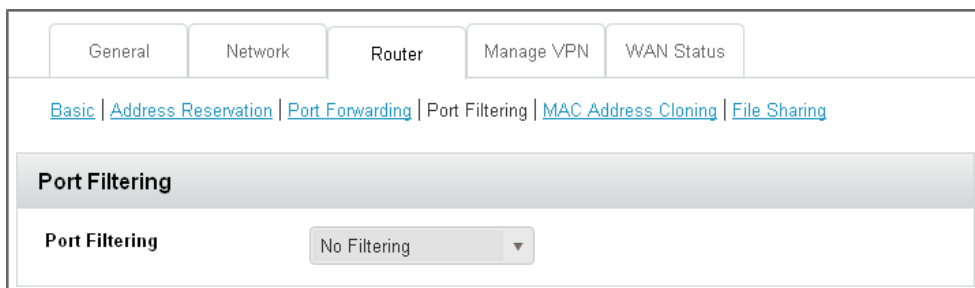 General Network Router Manage VPN WAN Status
Basic | Address Reservation | Port Forwarding | Port Filtering | MAC Address Cloning | File Sharing
Port Filtering
Port Filtering No Filtering